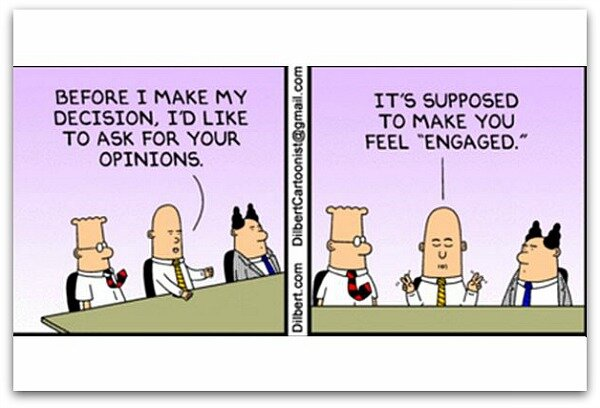 BEFORE I MAKE MY
DECISION, I'D LIKE
TO ASK FOR YOUR
OPINIONS.
Dilbert.com DilbertCartoonist@gmail.com
IT'S SUPPOSED
TO MAKE YOU
FEEL "ENGAGED."